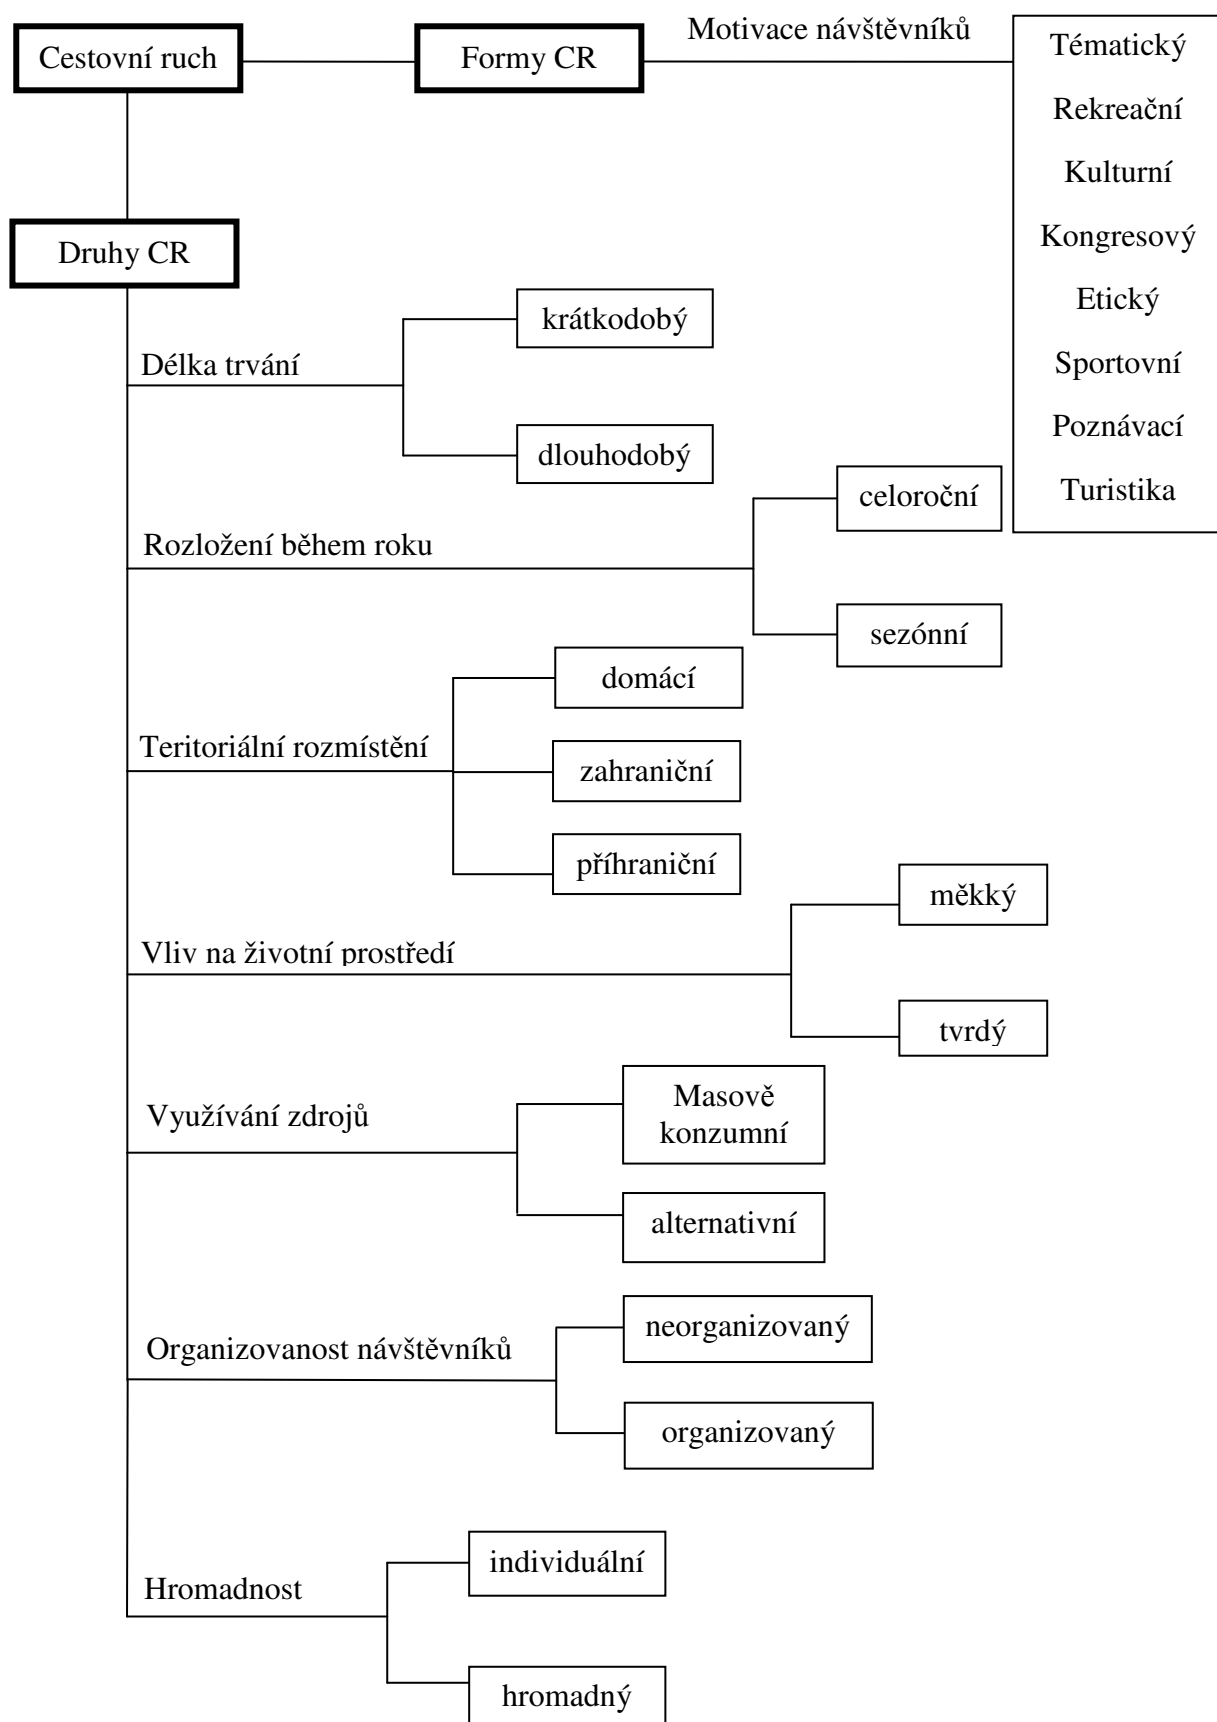 Cestovní ruch
Formy CR
Motivace návštěvníků
Tématický
Rekreační
Kulturní
Kongresový
Etický
Sportovní
Poznávací
Turistika
Druhy CR
Délka trvání
krátkodobý
dlouhodobý
Rozložení během roku
celoroční
sezónní
Teritoriální rozmístění
domácí
zahraniční
příhraniční
Vliv na životní prostředí
měkký
tvrdý
Využívání zdrojů
Masově
konzumní
alternativní
Organizovanost návštěvníků
neorganizovaný
organizovaný
Hromadnost
individuální
hromadný